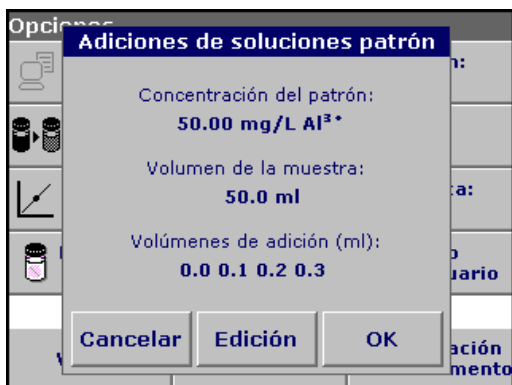 Opciones
Adiciones de soluciones patrón
Concentración del patrón:
50.00 mg/L Al³⁺
Volumen de la muestra:
50.0 ml
Volúmenes de adición (ml):
0.0 0.1 0.2 0.3
Cancelar
Edición
OK